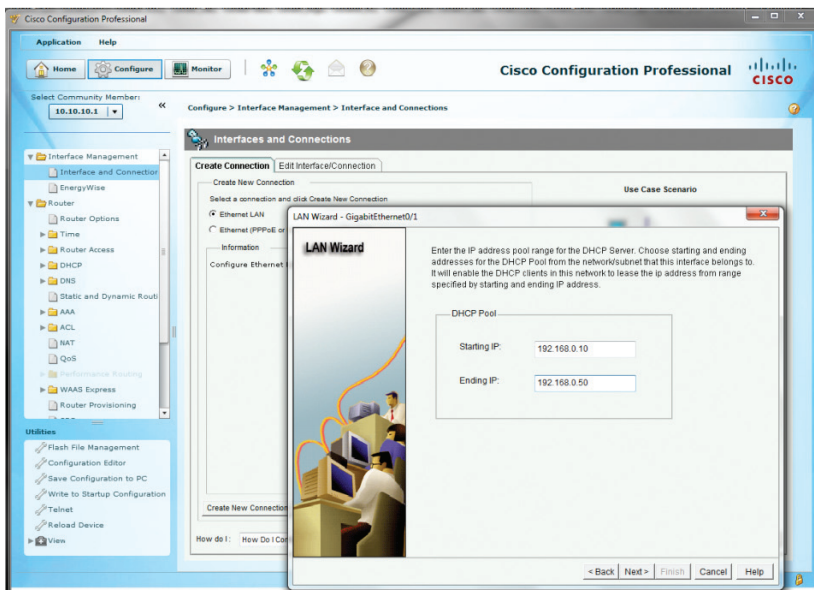 Cisco Configuration Professional
Application Help
Home Configure Monitor
Cisco Configuration Professional
CISCO
Select Community Member:
10.10.10.1
«
Configure > Interface Management > Interface and Connections
Interfaces and Connections
Interface Management
Interface and Connection
EnergyWise
Router
Router Options
Time
Router Access
DHCP
DNS
Static and Dynamic Routi
AAA
ACL
NAT
QoS
Performance Routing
WAAS Express
Router Provisioning
Utilities
Flash File Management
Configuration Editor
Save Configuration to PC
Write to Startup Configuration
Telnet
Reload Device
View
Create Connection Edit Interface/Connection
Create New Connection
Select a connection and click Create New Connection
Ethernet LAN
Ethernet (PPPoE or
Information
Configure Ethernet
Use Case Scenario
Create New Connection
How do I: How Do I Con
LAN Wizard - GigabitEthernet0/1
LAN Wizard
Enter the IP address pool range for the DHCP Server. Choose starting and ending
addresses for the DHCP Pool from the network/subnet that this interface belongs to.
It will enable the DHCP clients in this network to lease the ip address from range
specified by starting and ending IP address.
DHCP Pool
Starting IP: 192.168.0.10
Ending IP: 192.168.0.50
< Back Next > Finish Cancel Help